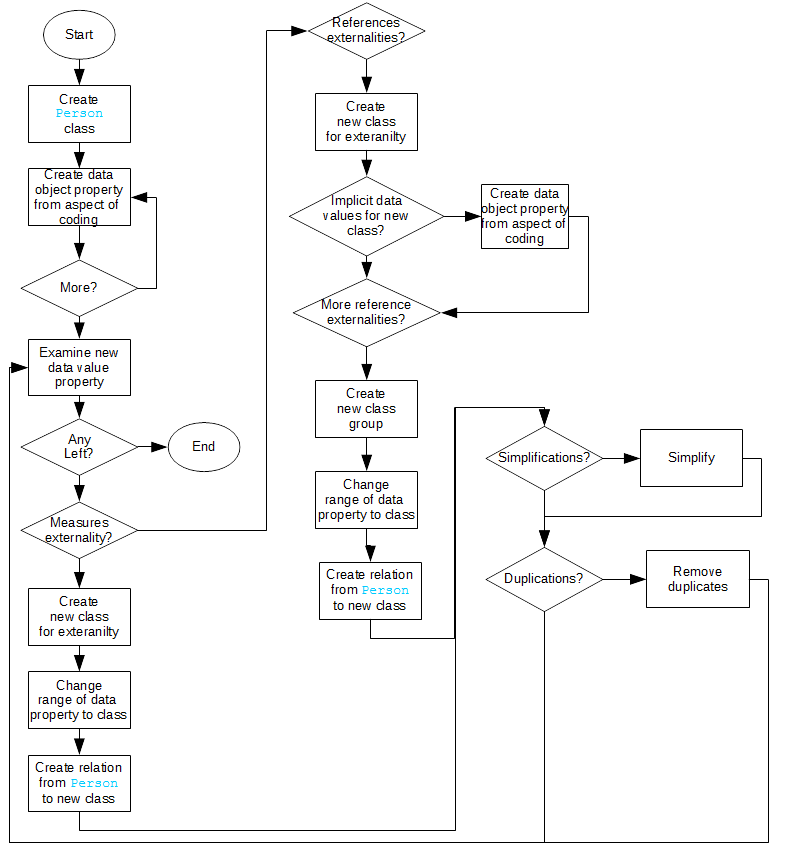 Start
Create
Person
class
Create data
object property
from aspect of
coding
More?
Examine new
data value
property
Any
Left?
End
Measures
externality?
Create
new class
for exteranilty
Change
range of data
property to class
Create relation
from Person
to new class
References
externalities?
Create
new class
for exteranilty
Implicit data
values for new
class?
Create data
object property
from aspect of
coding
More reference
externalities?
Create
new class
group
Change
range of data
property to class
Create relation
from Person
to new class
Simplifications?
Simplify
Duplications?
Remove
duplicates